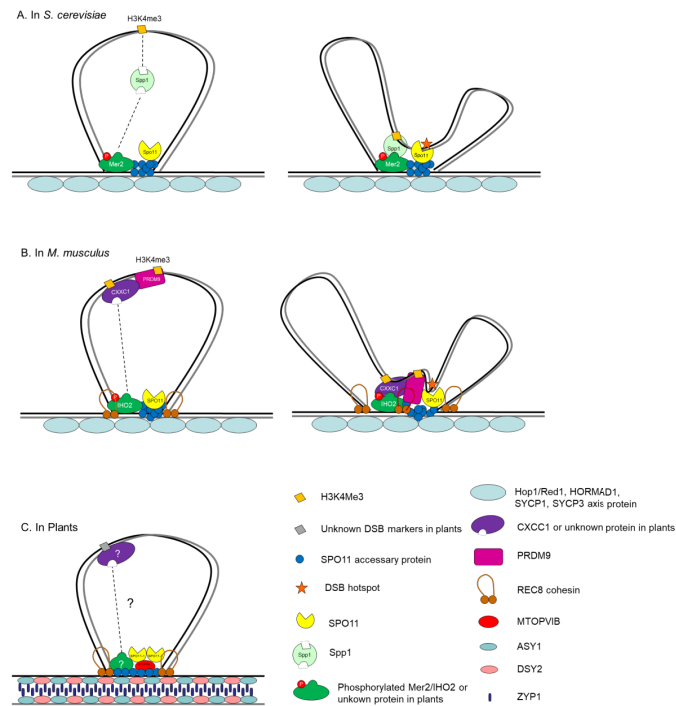 A. In S. cerevisiae
H3K4me3
Spp1
Spo11
P
Mer2
Spp1
Spo11
P
Mer2
B. In M. musculus
H3K4me3
PRDM9
CXXC1
P
IHO2
SPO11
CXXC1
P
IHO2
SPO11
C. In Plants
?
?
?
H3K4Me3
Unknown DSB markers in plants
SPO11 accessary protein
DSB hotspot
SPO11
Spp1
Spp1
P
Phosphorylated Mer2/IHO2 or
unkown protein in plants
Hop1/Red1, HORMAD1,
SYCP1, SYCP3 axis protein
CXCC1 or unknown protein in plants
PRDM9
REC8 cohesin
MTOPVIB
ASY1
DSY2
ZYP1